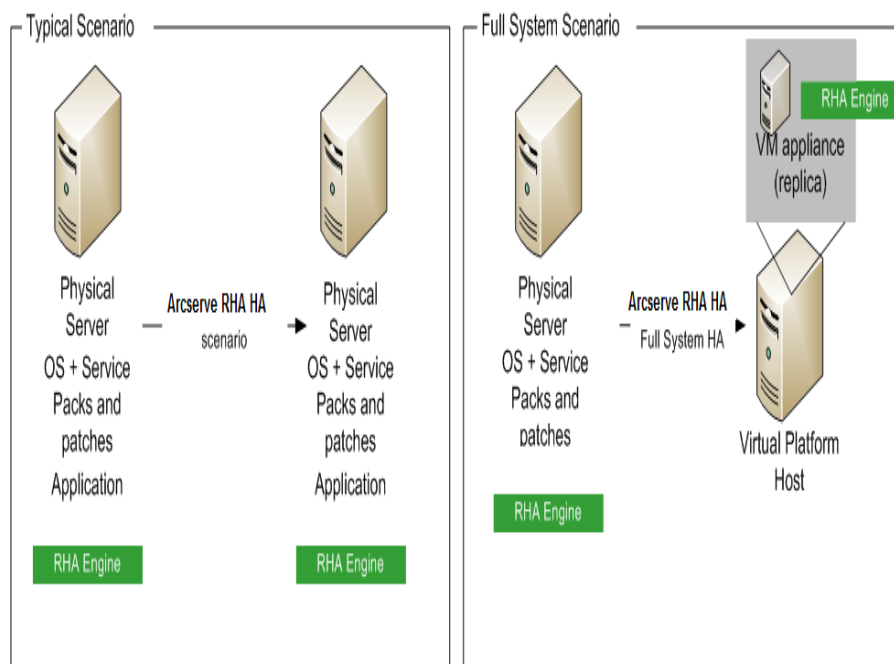 Typical Scenario
Physical
Server
OS + Service
Packs and
patches
Application
RHA Engine
Arcserve RHA HA
scenario
Physical
Server
OS + Service
Packs and
patches
Application
RHA Engine
Full System Scenario
Physical
Server
OS + Service
Packs and
patches
RHA Engine
Arcserve RHA HA
Full System HA
RHA Engine
VM appliance
(replica)
Virtual Platform
Host